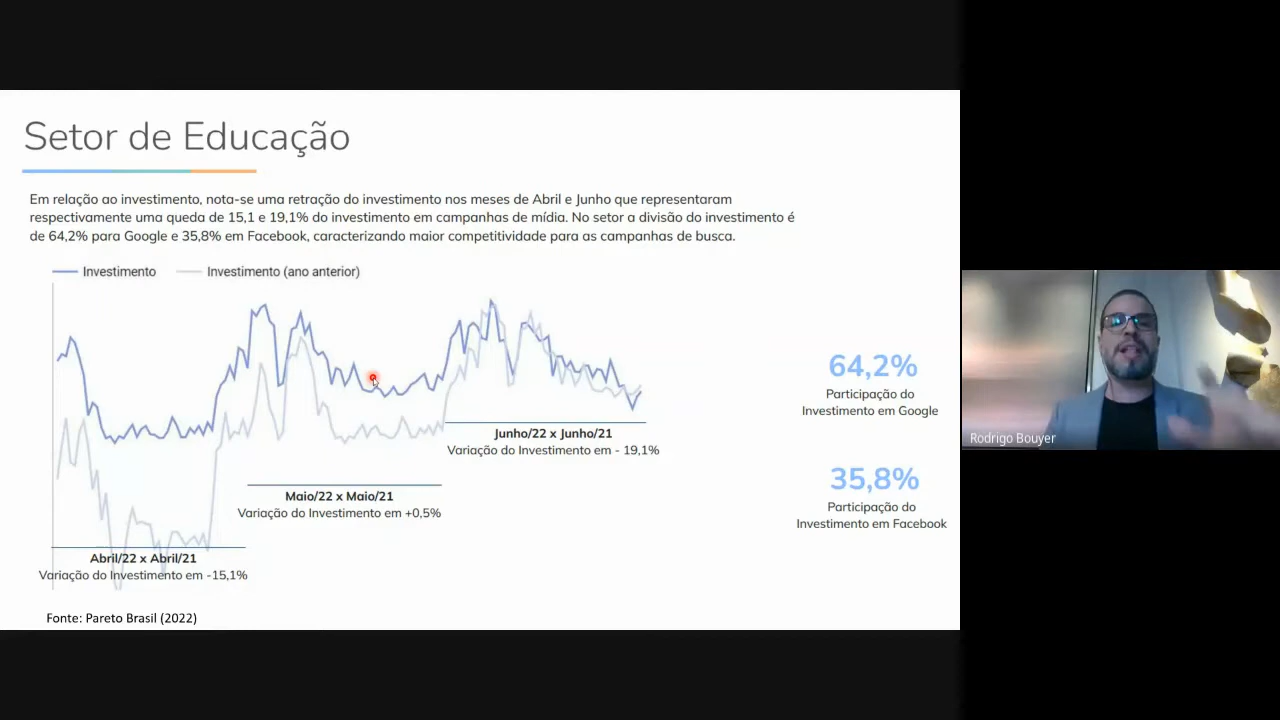 Setor de Educação
Em relação ao investimento, nota-se uma retração do investimento nos meses de Abril e Junho que representaram
respectivamente uma queda de 15,1 e 19,1% do investimento em campanhas de mídia. No setor a divisão do investimento é
de 64,2% para Google e 35,8% em Facebook, caracterizando maior competitividade para as campanhas de busca.
Investimento
Investimento (ano anterior)
Junho/22 x Junho/21
Variação do Investimento em - 19,1%
Maio/22 x Maio/21
Variação do Investimento em +0,5%
Abril/22 x Abril/21
Variação do Investimento em -15,1%
64,2%
Participação do
Investimento em Google
35,8%
Participação do
Investimento em Facebook
Fonte: Pareto Brasil (2022)
Rodrigo Bouyer